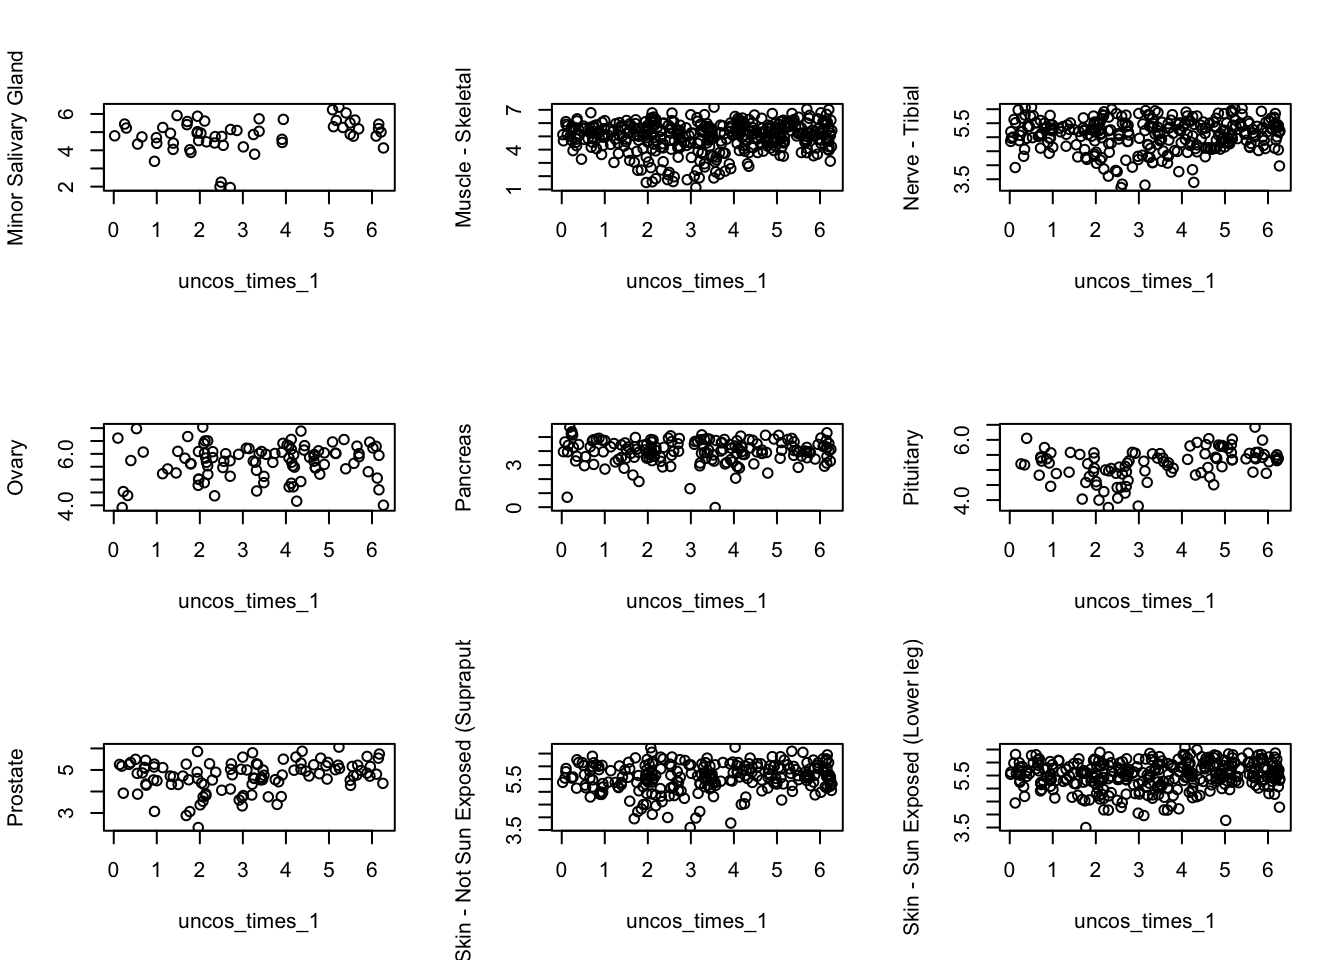 Minor Salivary Gland
6
4
2
0 1 2 3 4 5 6
uncos_times_1
Muscle - Skeletal
7
4
1
0 1 2 3 4 5 6
uncos_times_1
Nerve - Tibial
5.5
3.5
0 1 2 3 4 5 6
uncos_times_1
Ovary
6.0
4.0
0 1 2 3 4 5 6
uncos_times_1
Pancreas
3
0
0 1 2 3 4 5 6
uncos_times_1
Pituitary
6.0
4.0
0 1 2 3 4 5 6
uncos_times_1
Prostate
5
3
0 1 2 3 4 5 6
uncos_times_1
Skin - Not Sun Exposed (Suprapub
5.5
3.5
0 1 2 3 4 5 6
uncos_times_1
Skin - Sun Exposed (Lower leg)
5.5
3.5
0 1 2 3 4 5 6
uncos_times_1